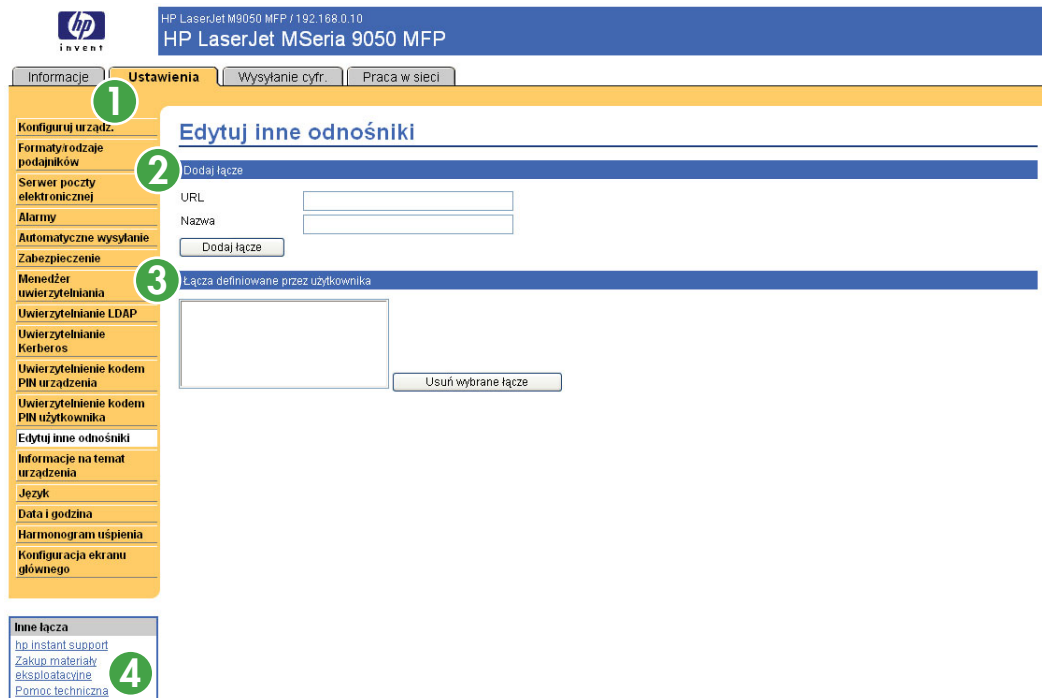 hp
invent
HP LaserJet M9050 MFP / 192.168.0.10
HP LaserJet MSeria 9050 MFP
Informacje
Ustawienia
Wysyłanie cyfr.
Praca w sieci
1
Konfiguruj urządz.
Formaty/rodzaje
podajników
Serwer poczty
elektronicznej
Alarmy
Automatyczne wysyłanie
Zabezpieczenie
Menedżer
uwierzytelniania
Uwierzytelnianie LDAP
Uwierzytelnianie
Kerberos
Uwierzytelnienie kodem
PIN urządzenia
Uwierzytelnienie kodem
PIN użytkownika
Edytuj inne odnośniki
Informacje na temat
urządzenia
Język
Data i godzina
Harmonogram uśpienia
Konfiguracja ekranu
głównego
Edytuj inne odnośniki
2
Dodaj łącze
URL
Nazwa
Dodaj łącze
3
Łącza definiowane przez użytkownika
Usuń wybrane łącze
Inne łącza
hp instant support
Zakup materiały
eksploatacyjne
Pomoc techniczna
4